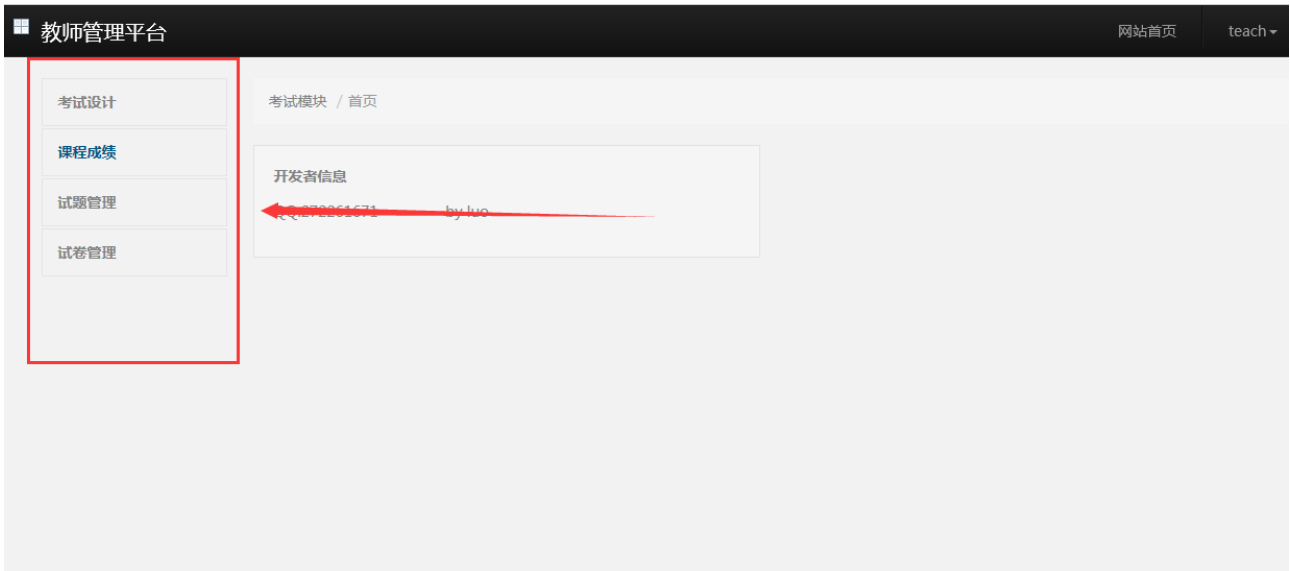 教师管理平台
网站首页
teach
考试设计
课程成绩
试题管理
试卷管理
考试模块 / 首页
开发者信息
QQ:272261671 by luo